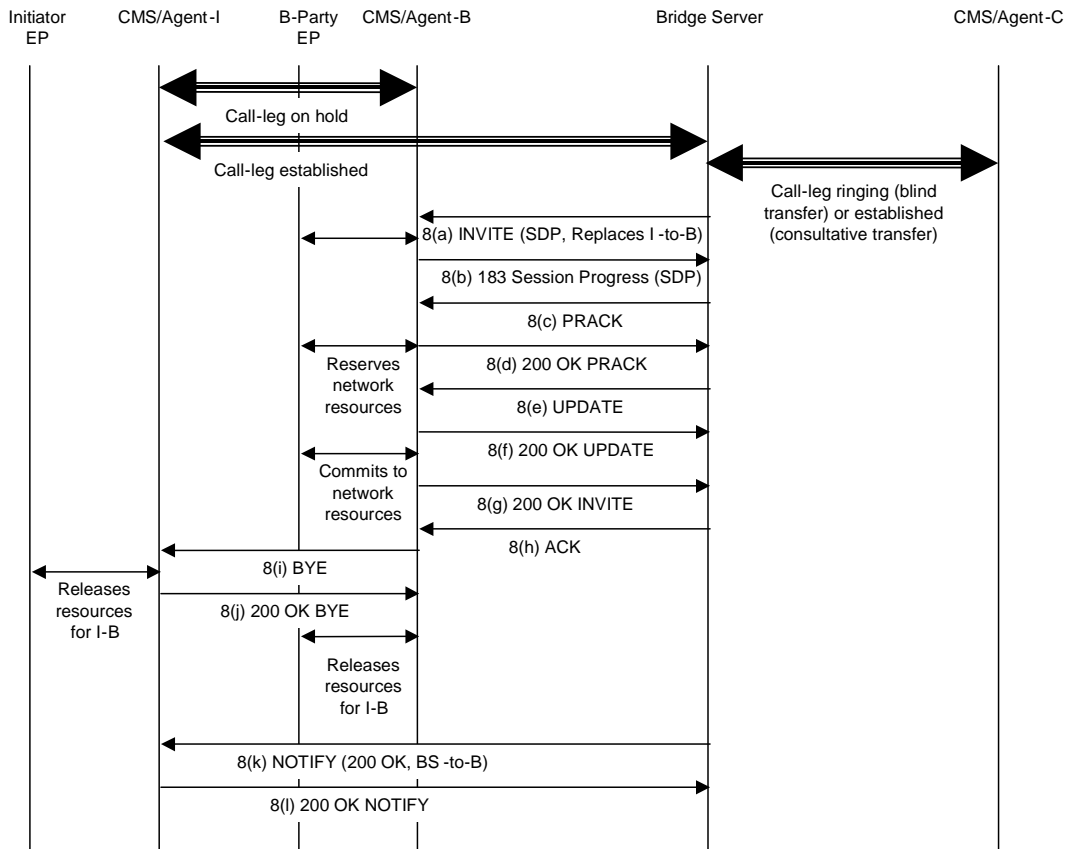 Initiator
EP
CMS/Agent-I
B-Party
EP
CMS/Agent-B
Bridge Server
CMS/Agent-C
Call-leg on hold
Call-leg established
Call-leg ringing (blind
transfer) or established
(consultative transfer)
8(a) INVITE (SDP, Replaces I -to-B)
8(b) 183 Session Progress (SDP)
8(c) PRACK
Reserves
network
resources
8(d) 200 OK PRACK
8(e) UPDATE
8(f) 200 OK UPDATE
Commits to
network
resources
8(g) 200 OK INVITE
8(h) ACK
8(i) BYE
Releases
resources
for I-B
8(j) 200 OK BYE
Releases
resources
for I-B
8(k) NOTIFY (200 OK, BS -to-B)
8(l) 200 OK NOTIFY